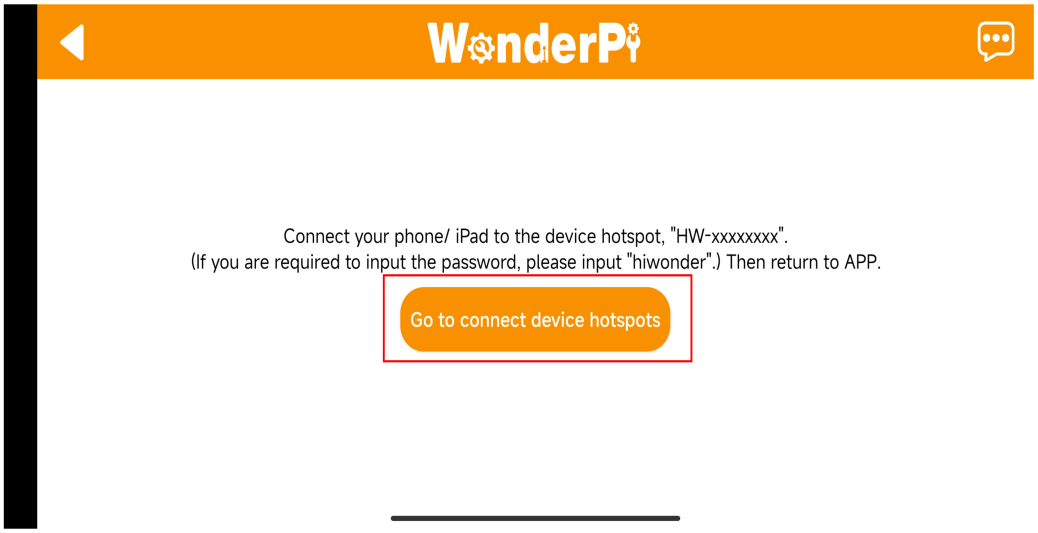 WonderPi
Connect your phone/ iPad to the device hotspot, "HW-xxxxxxxx".
(If you are required to input the password, please input "hiwonder".) Then return to APP.
Go to connect device hotspots